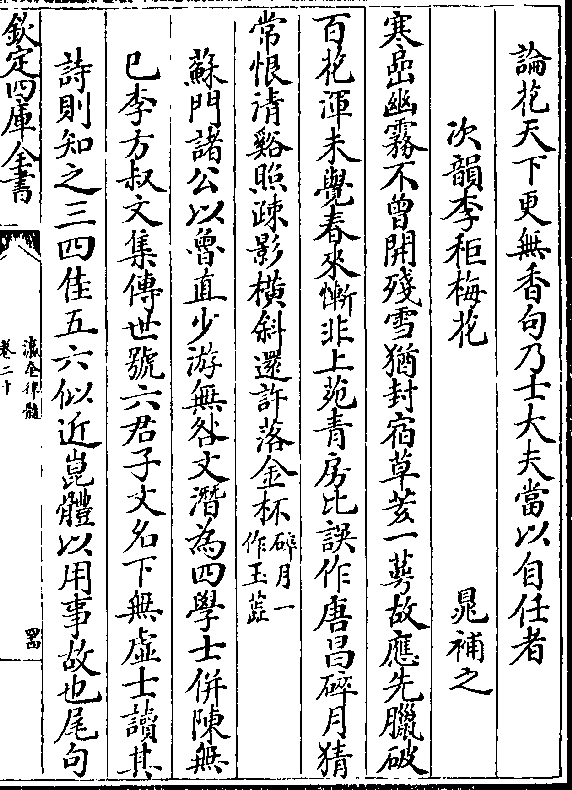 論花天下更無香句乃士大夫當以自任者
次韻李秬梅花 晁補之
寒嵓幽霧不曾開殘雪猶封宿草荄一萼故應先臘破
百花渾未覺春來慚非上苑青房比誤作唐昌碎月猜
常恨清谿照疎影橫斜還許落金杯碎月一作玉蘂
蘇門諸公以魯直少游無咎文潛為四學士併陳無
已李方叔文集傳世號六君子文名下無虛士讀其
詩則知之三四佳五六似近崑體以用事故也尾句
欽定四庫全書
瀛奎律髓
卷二十